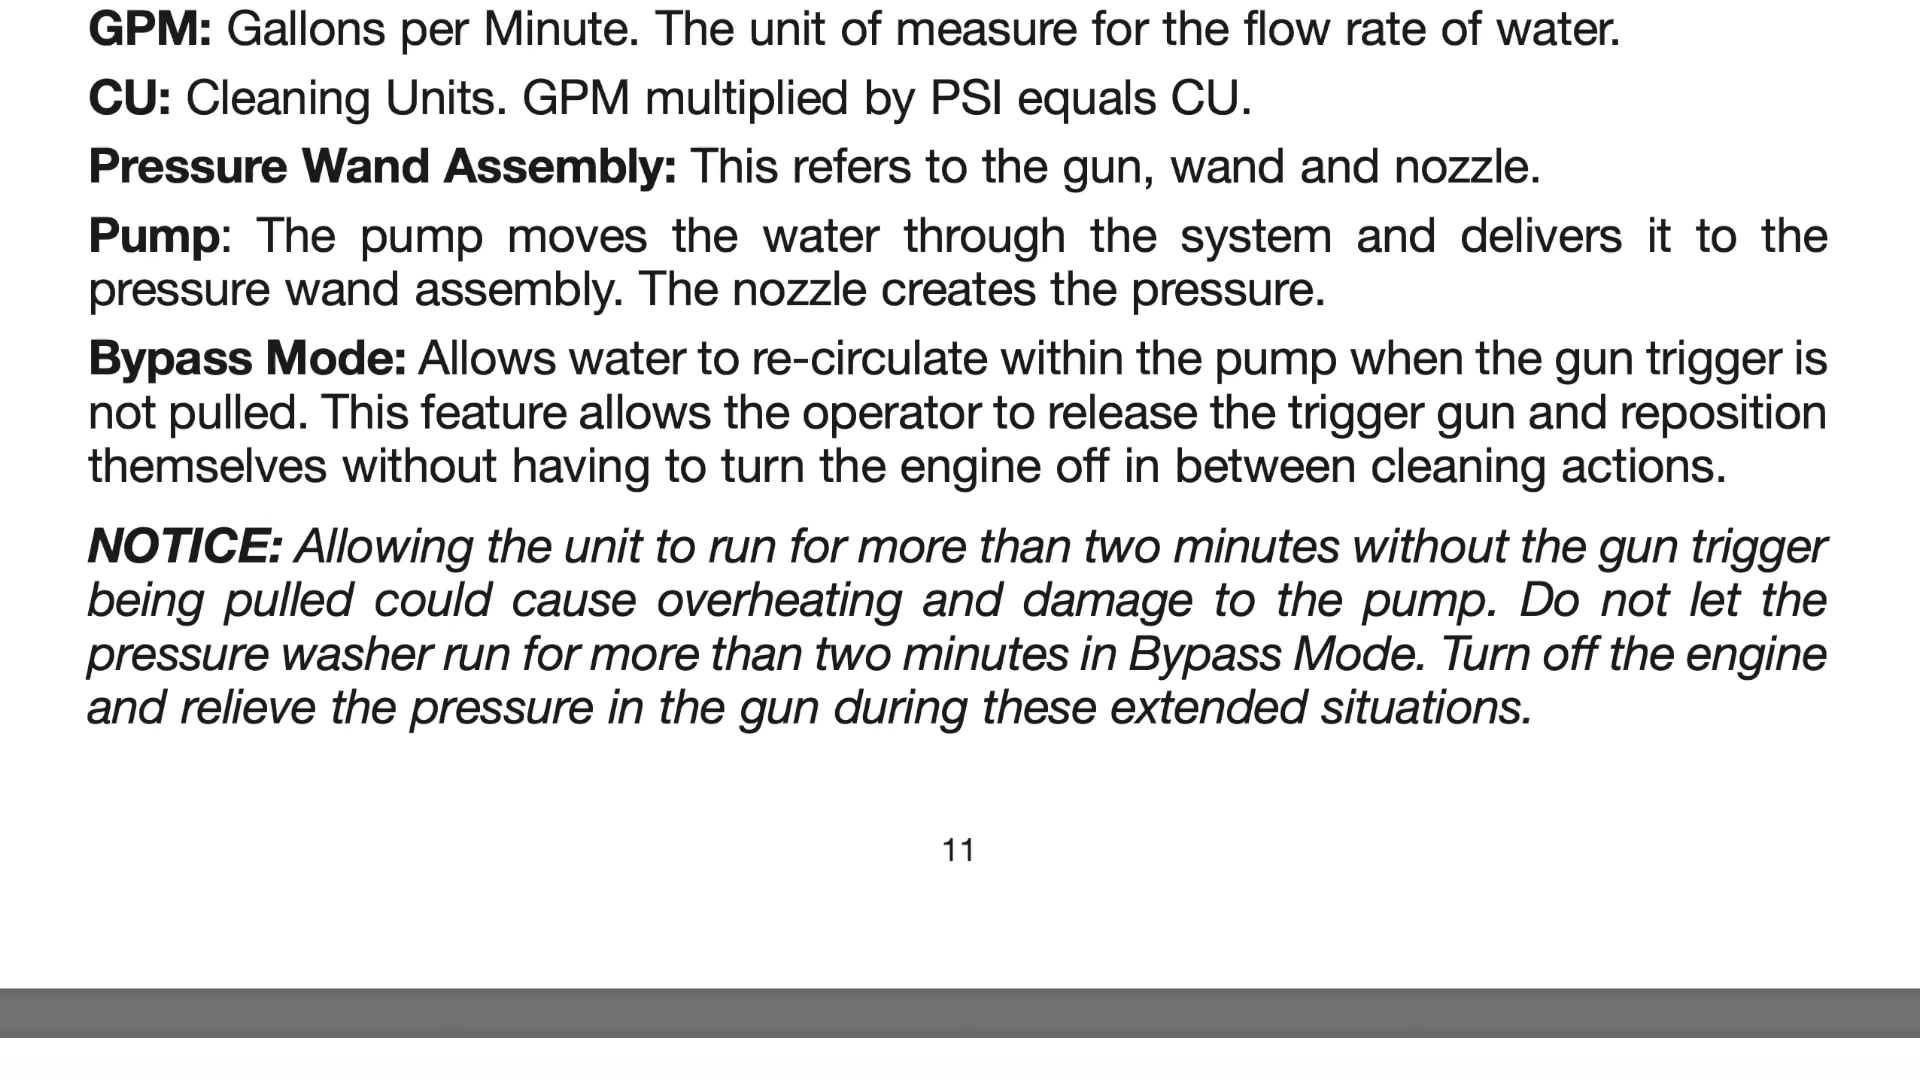 GPM: Gallons per Minute. The unit of measure for the flow rate of water.
CU: Cleaning Units. GPM multiplied by PSI equals CU.
Pressure Wand Assembly: This refers to the gun, wand and nozzle.
Pump: The pump moves the water through the system and delivers it to the
pressure wand assembly. The nozzle creates the pressure.
Bypass Mode: Allows water to re-circulate within the pump when the gun trigger is
not pulled. This feature allows the operator to release the trigger gun and reposition
themselves without having to turn the engine off in between cleaning actions.
NOTICE: Allowing the unit to run for more than two minutes without the gun trigger
being pulled could cause overheating and damage to the pump. Do not let the
pressure washer run for more than two minutes in Bypass Mode. Turn off the engine
and relieve the pressure in the gun during these extended situations.
11